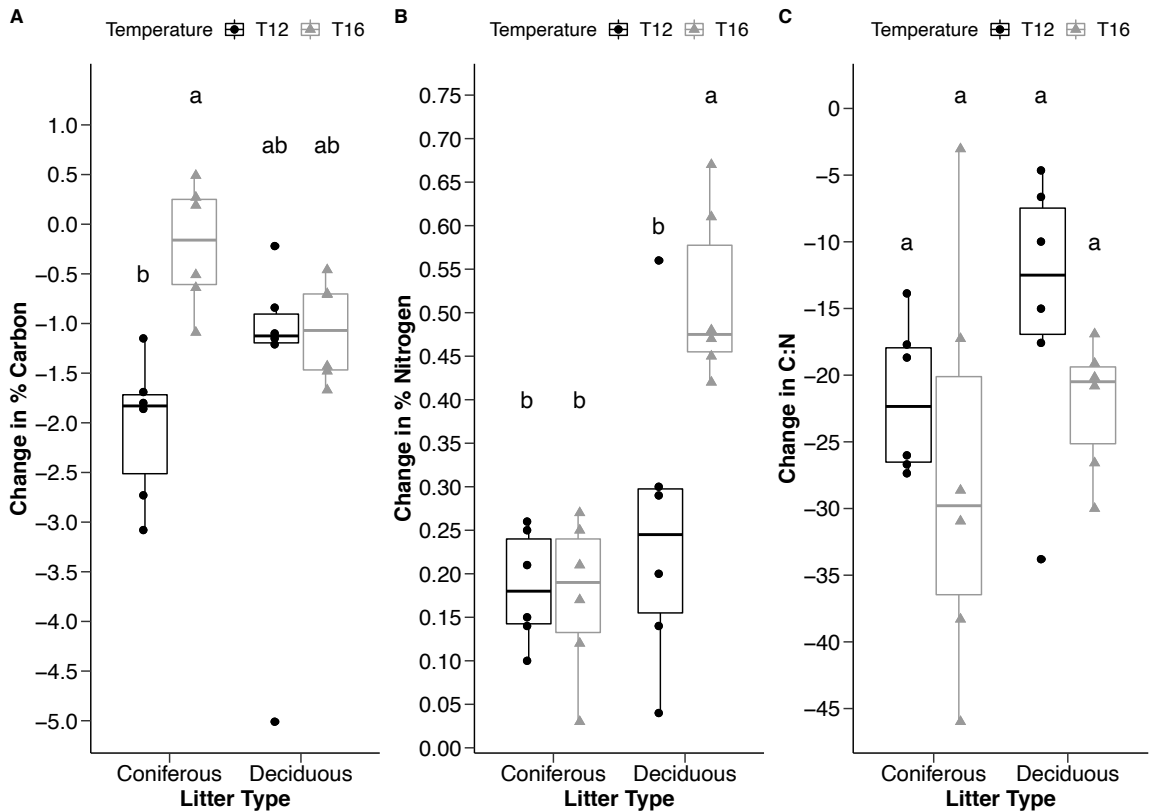 A
Temperature T12 T16
Change in % Carbon
1.0
0.5
0.0
−0.5
−1.0
−1.5
−2.0
−2.5
−3.0
−3.5
−4.0
−4.5
−5.0
b
a
ab
ab
Coniferous Deciduous
Litter Type
B
Temperature T12 T16
Change in % Nitrogen
0.75
0.70
0.65
0.60
0.55
0.50
0.45
0.40
0.35
0.30
0.25
0.20
0.15
0.10
0.05
0.00
b
b
b
a
Coniferous Deciduous
Litter Type
C
Temperature T12 T16
Change in C:N
0
−5
−10
−15
−20
−25
−30
−35
−40
−45
a
a
a
a
Coniferous Deciduous
Litter Type